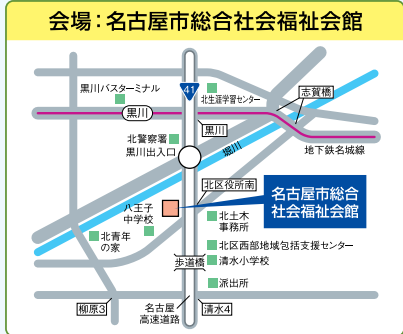 会場：名古屋市総合社会福祉会館
41
志賀橋
黒川バスターミナル
北生涯学習センター
黒川
黒川
北警察署
黒川出入口
堀川
地下鉄名城線
北区役所南
名古屋市総合
社会福祉会館
八王子
中学校
北土木
事務所
北青年
の家
北区西部地域包括支援センター
歩道橋
清水小学校
派出所
柳原3
名古屋
高速道路
清水4